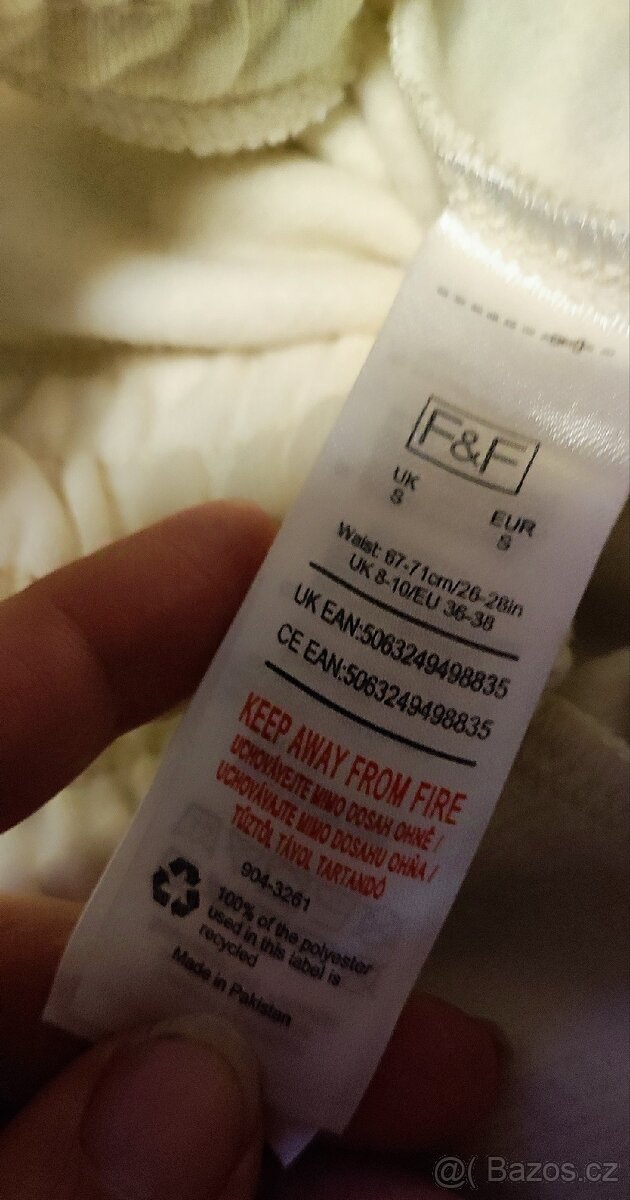 F&F
UK
S
EUR
S
Waist: 67-71cm/26-28in
UK 8-10/EU 36-38
UK EAN:5063249498835
CE EAN:5063249498835
KEEP AWAY FROM FIRE
UCHOVÁVEJTE MIMO DOSAH OHNĚ /
UCHOVÁVAJTE MIMO DOSAHU OHŇA /
TŰZTŐL TÁVOL TARTANDÓ
904-3261
100% of the polyester
used in this label is
recycled
Made in Pakistan
Bazos.cz